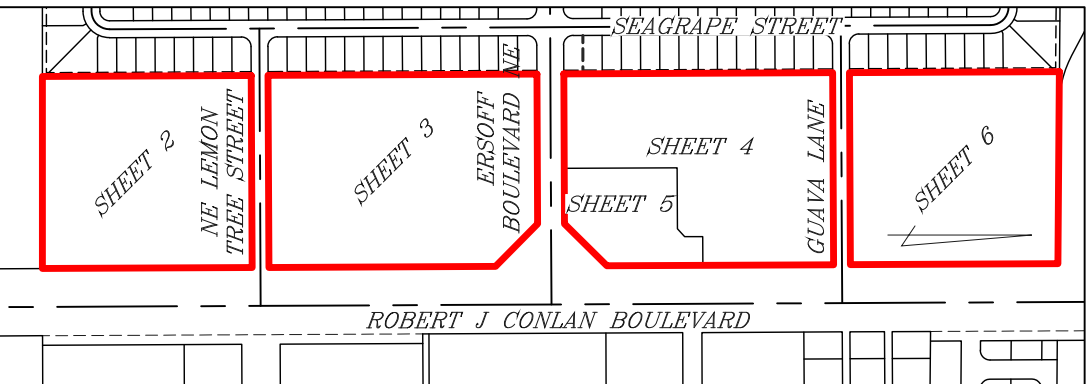 SEAGRAPE STREET
SHEET 2
NE LEMON
TREE STREET
SHEET 3
ERSOFF
BOULEVARD NE
SHEET 4
SHEET 5
GUAVA LANE
SHEET 6
ROBERT J CONLAN BOULEVARD